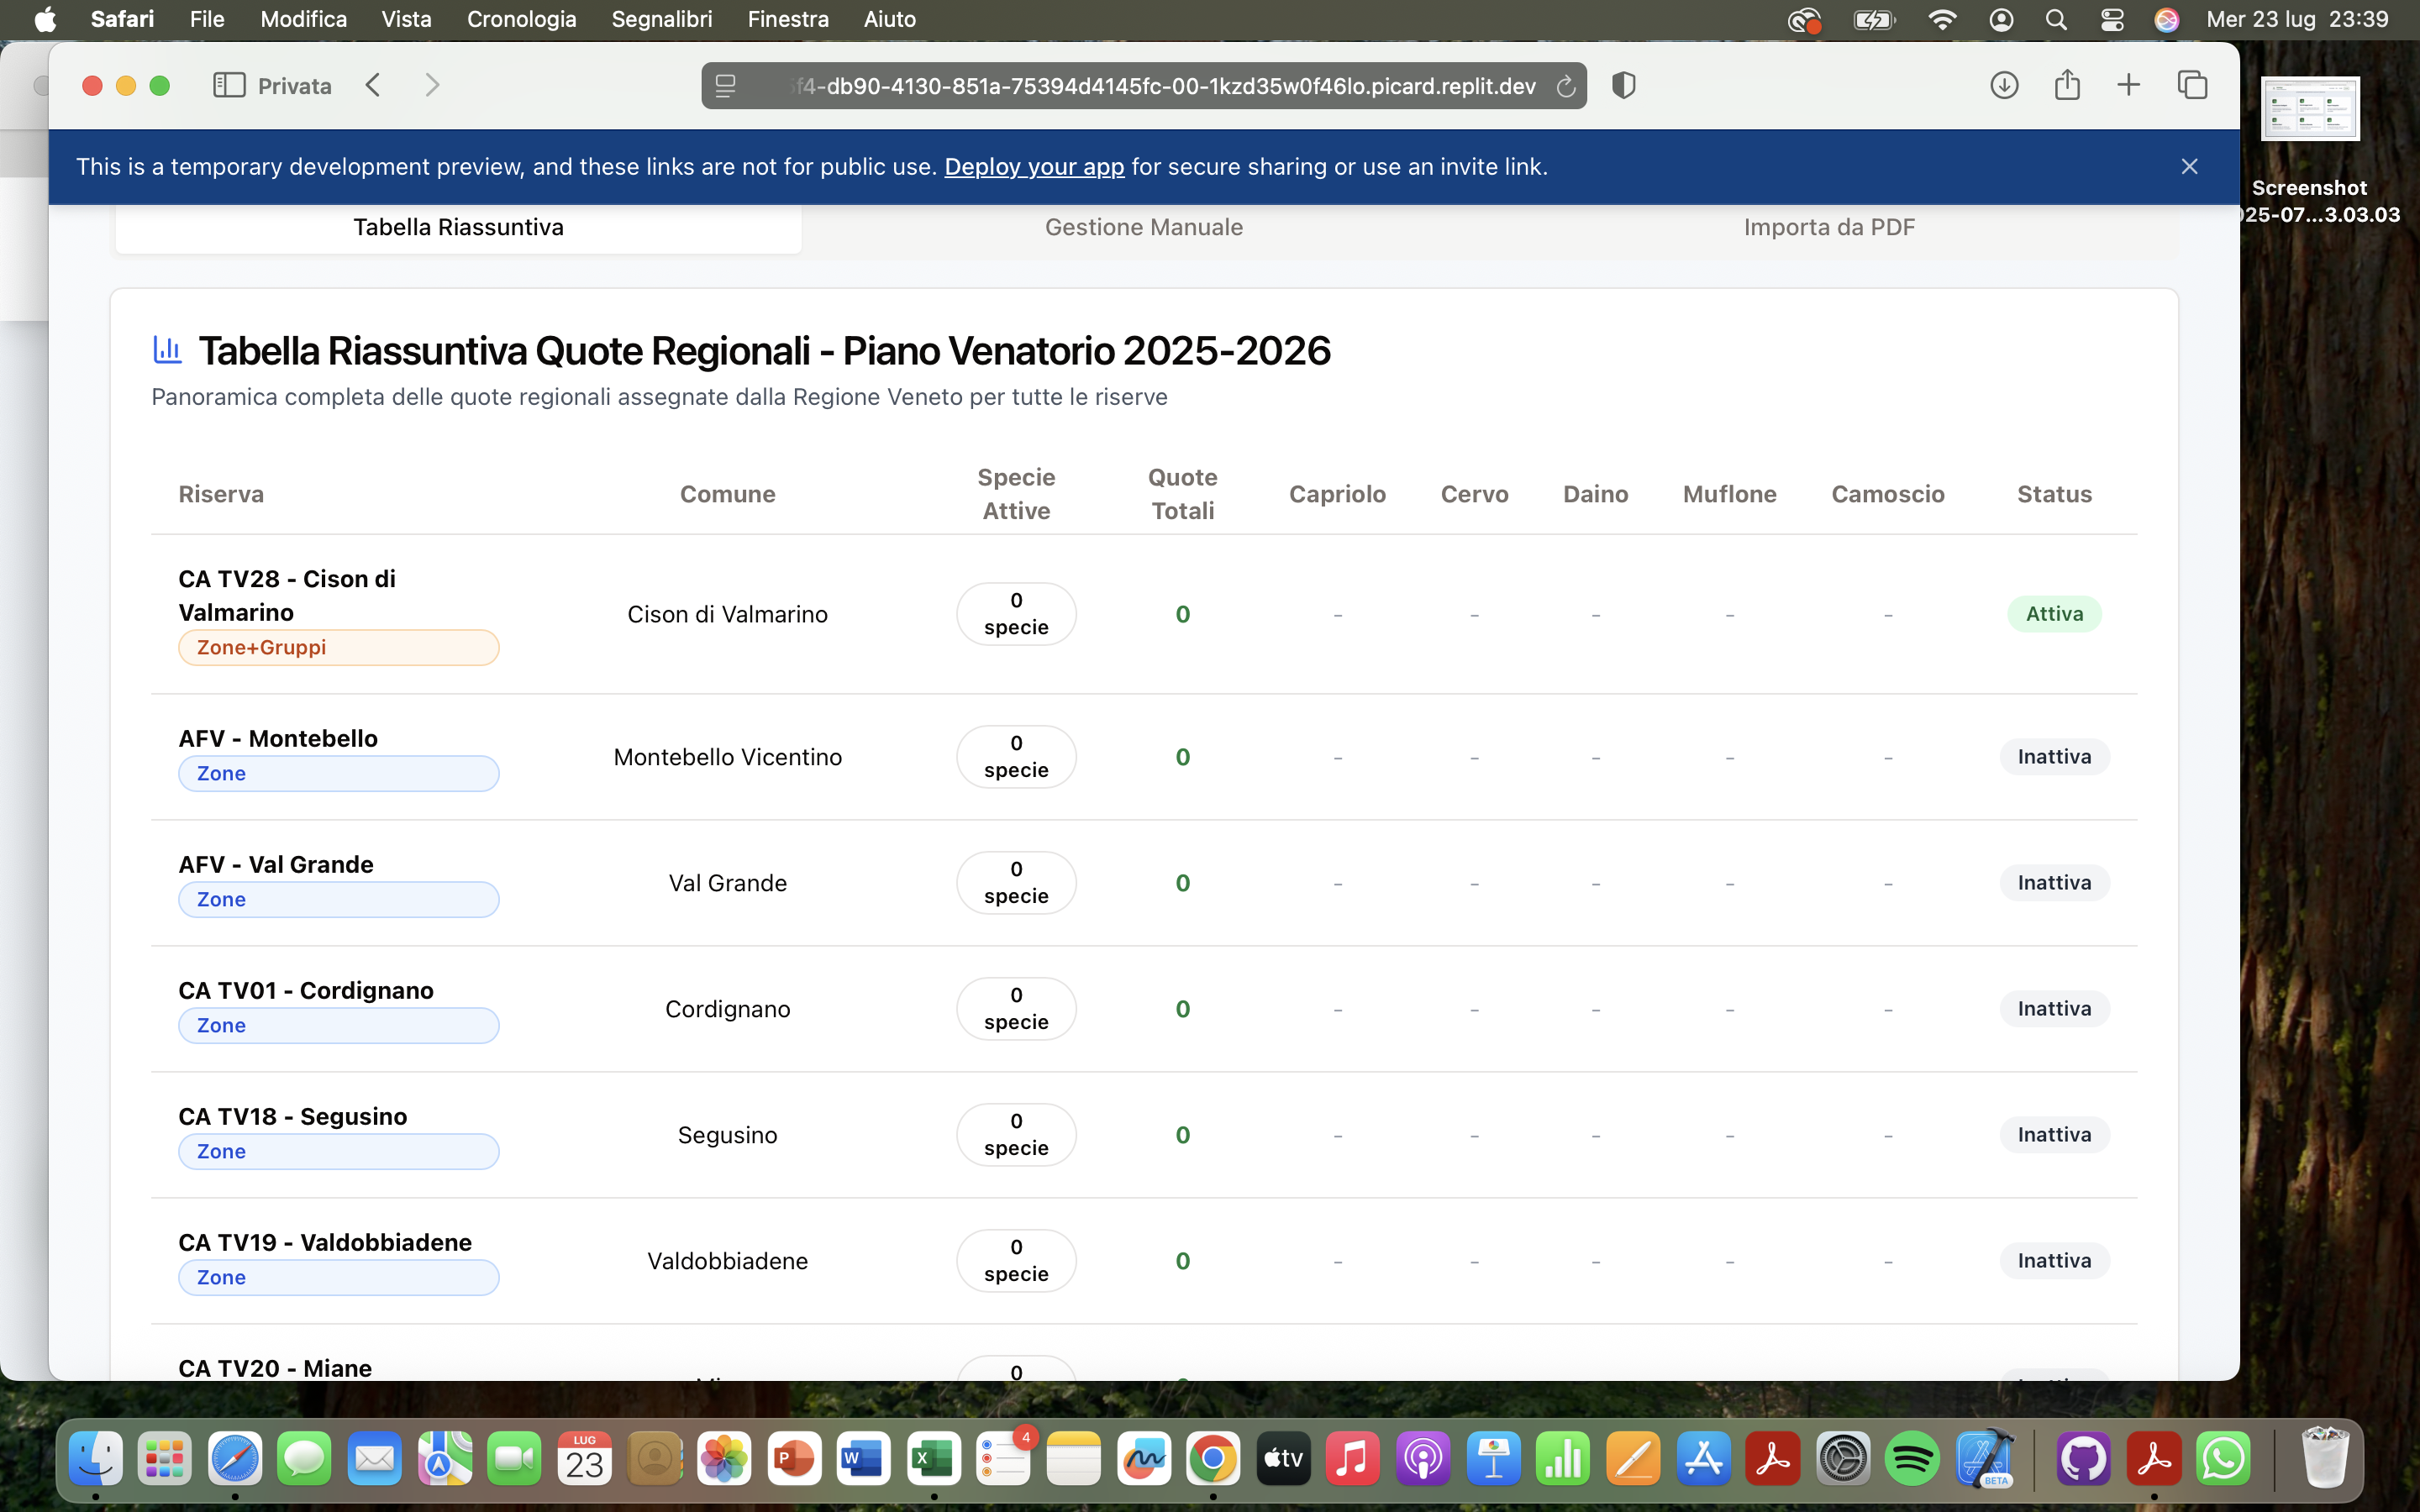 Safari File Modifica Vista Cronologia Segnalibri Finestra Aiuto Mer 23 lug 23:39
Privata
f4-db90-4130-851a-75394d4145fc-00-1kzd35w0f46lo.picard.replit.dev
This is a temporary development preview, and these links are not for public use. Deploy your app for secure sharing or use an invite link.
Screenshot
25-07...3.03.03
Tabella Riassuntiva Gestione Manuale Importa da PDF
Tabella Riassuntiva Quote Regionali - Piano Venatorio 2025-2026
Panoramica completa delle quote regionali assegnate dalla Regione Veneto per tutte le riserve
Riserva Comune Specie Attive Quote Totali Capriolo Cervo Daino Muflone Camoscio Status
CA TV28 - Cison di
Valmarino
Zone+Gruppi
Cison di Valmarino 0 specie 0 - - - - - Attiva
AFV - Montebello
Zone
Montebello Vicentino 0 specie 0 - - - - - Inattiva
AFV - Val Grande
Zone
Val Grande 0 specie 0 - - - - - Inattiva
CA TV01 - Cordignano
Zone
Cordignano 0 specie 0 - - - - - Inattiva
CA TV18 - Segusino
Zone
Segusino 0 specie 0 - - - - - Inattiva
CA TV19 - Valdobbiadene
Zone
Valdobbiadene 0 specie 0 - - - - - Inattiva
CA TV20 - Miane
0
LUG
23
4
tv
BETA